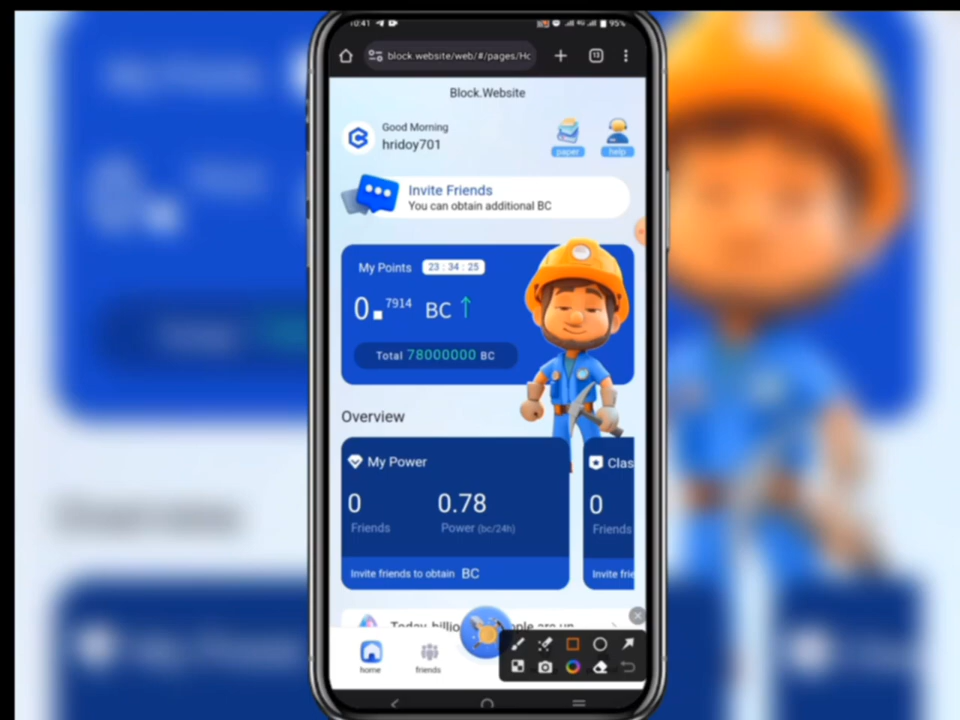 10:41
95%
block.website/web/#/pages/Hc
13
Block.Website
Good Morning
hridoy701
paper
help
Invite Friends
You can obtain additional BC
My Points 23 : 34 : 25
0.7914 BC ↑
Total 78000000 BC
Overview
My Power
Clas
0 0.78
0
Friends Power (bc/24h)
Friends
Invite friends to obtain BC
Invite frie
home
friends